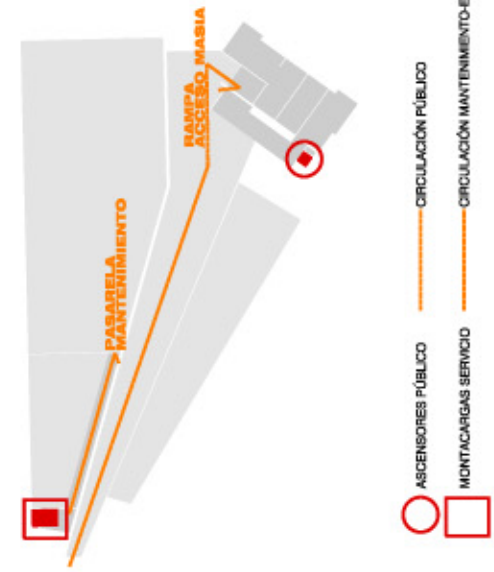 PASARELA
MANTENIMIENTO
RAMPA
ACCESO MASIA
ASCENSORES PÚBLICO
CIRCULACIÓN PÚBLICO
MONTACARGAS SERVICIO
CIRCULACIÓN MANTENIMIENTO-E